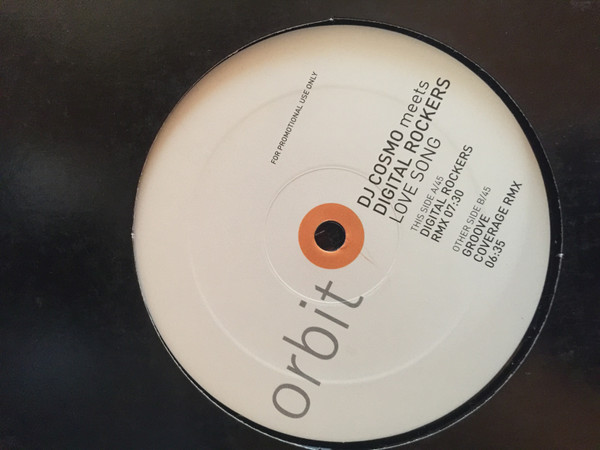 orbit
FOR PROMOTIONAL USE ONLY
DJ COSMO meets
DIGITAL ROCKERS
LOVE SONG
THIS SIDE A/45
DIGITAL ROCKERS
RMX 07:30
OTHER SIDE B/45
GROOVE
COVERAGE RMX
06:35